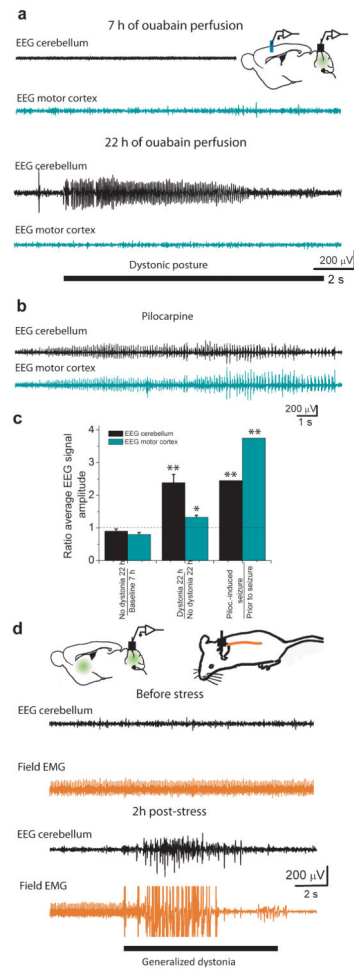 a
7 h of ouabain perfusion
EEG cerebellum
EEG motor cortex
22 h of ouabain perfusion
EEG cerebellum
EEG motor cortex
Dystonic posture
200 µV
2 s
b
Pilocarpine
EEG cerebellum
EEG motor cortex
200 µV
1 s
c
Ratio average EEG signal
amplitude
4
3
2
1
0
EEG cerebellum
EEG motor cortex
**
*
**
**
No dystonia 22 h
Baseline 7 h
Dystonia 22 h
No dystonia 22 h
Piloc.-induced
seizure
Prior to seizure
d
Before stress
EEG cerebellum
Field EMG
2h post-stress
EEG cerebellum
200 µV
2 s
Field EMG
Generalized dystonia